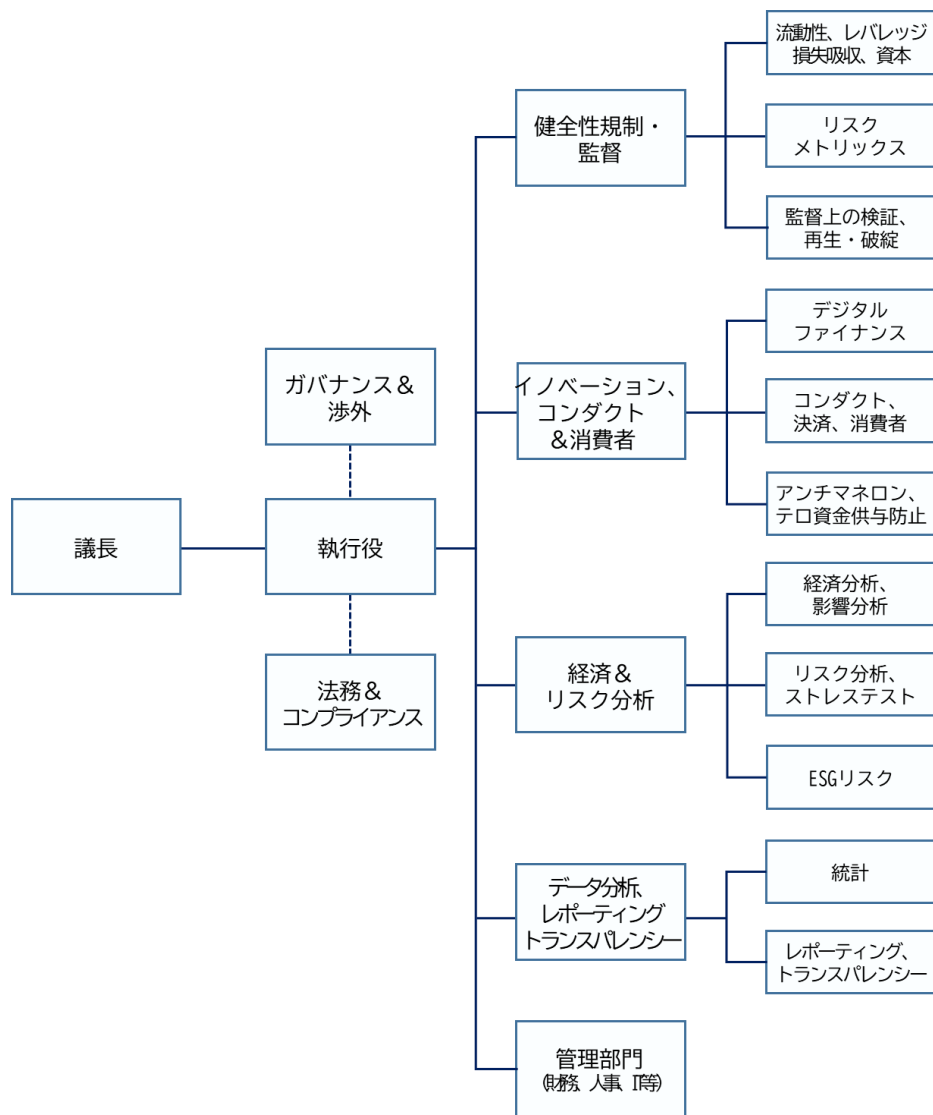 議長
ガバナンス＆
渉外
執行役
法務＆
コンプライアンス
健全性規制・
監督
流動性、レバレッジ
損失吸収、資本
リスク
メトリックス
監督上の検証、
再生・破綻
イノベーション、
コンダクト
＆消費者
デジタル
ファイナンス
コンダクト、
決済、消費者
アンチマネロン、
テロ資金供与防止
経済＆
リスク分析
経済分析、
影響分析
リスク分析、
ストレステスト
ESGリスク
データ分析、
レポーティング
トランスパレンシー
統計
レポーティング、
トランスパレンシー
管理部門
（財務、人事、IT等）